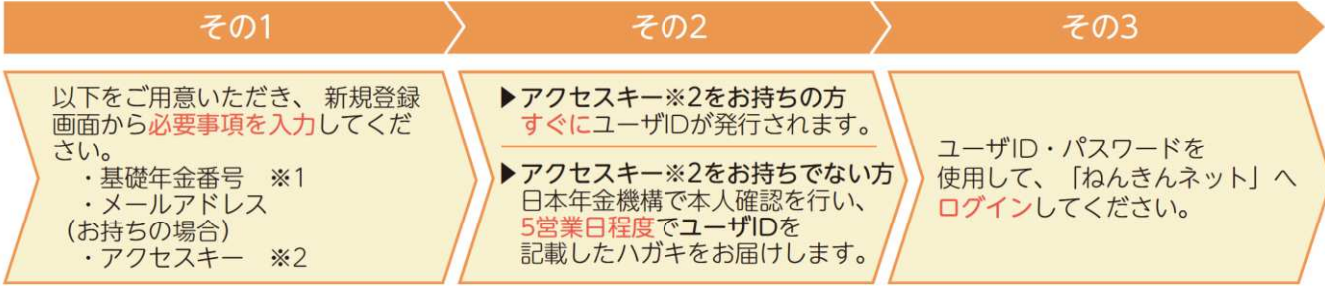 その1
以下をご用意いただき、 新規登録
画面から必要事項を入力してくだ
さい。
・基礎年金番号　※1
・メールアドレス
（お持ちの場合）
・アクセスキー　※2
その2
▶アクセスキー※2をお持ちの方
すぐにユーザIDが発行されます。
▶アクセスキー※2をお持ちでない方
日本年金機構で本人確認を行い、
5営業日程度でユーザIDを
記載したハガキをお届けします。
その3
ユーザID・パスワードを
使用して、「ねんきんネット」へ
ログインしてください。